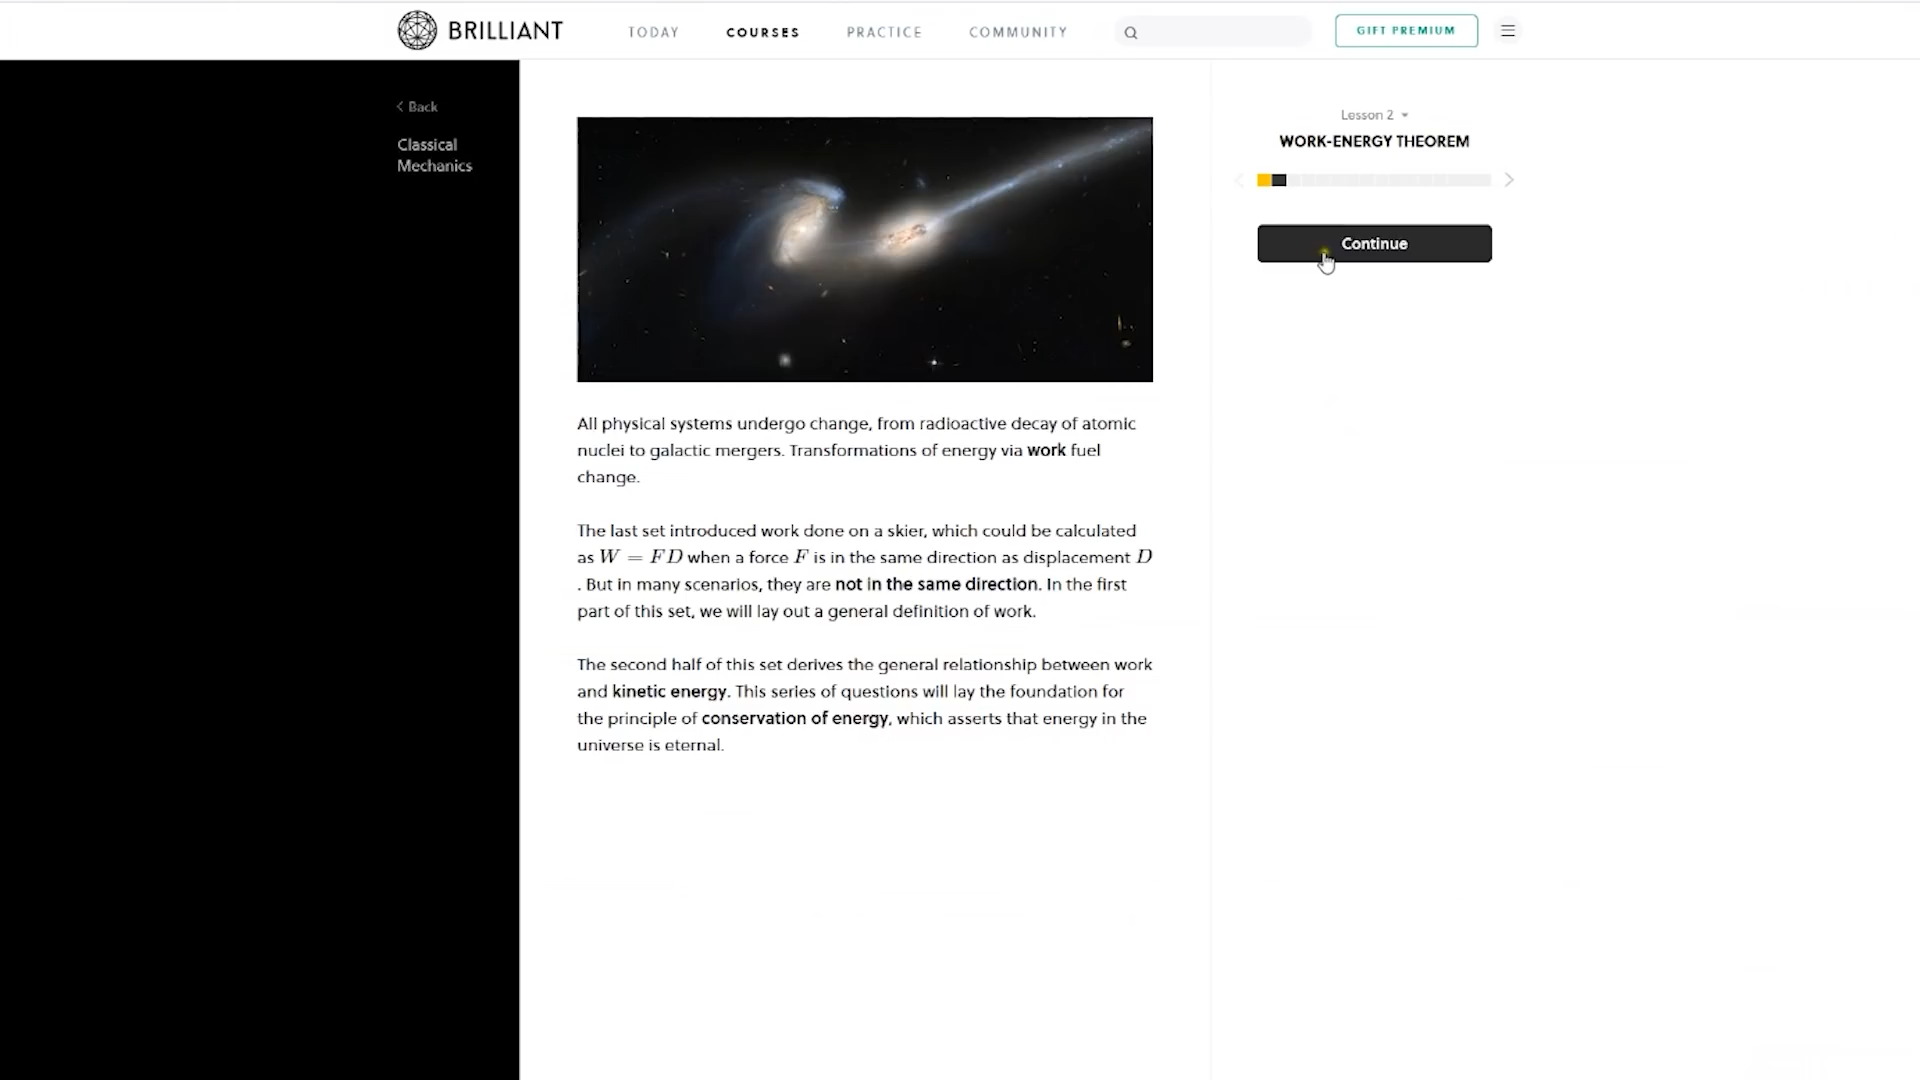 BRILLIANT
TODAY
COURSES
PRACTICE
COMMUNITY
GIFT PREMIUM
Back
Classical
Mechanics
All physical systems undergo change, from radioactive decay of atomic
nuclei to galactic mergers. Transformations of energy via work fuel
change.
The last set introduced work done on a skier, which could be calculated
as W = FD when a force F is in the same direction as displacement D
. But in many scenarios, they are not in the same direction. In the first
part of this set, we will lay out a general definition of work.
The second half of this set derives the general relationship between work
and kinetic energy. This series of questions will lay the foundation for
the principle of conservation of energy, which asserts that energy in the
universe is eternal.
Lesson 2
WORK-ENERGY THEOREM
Continue